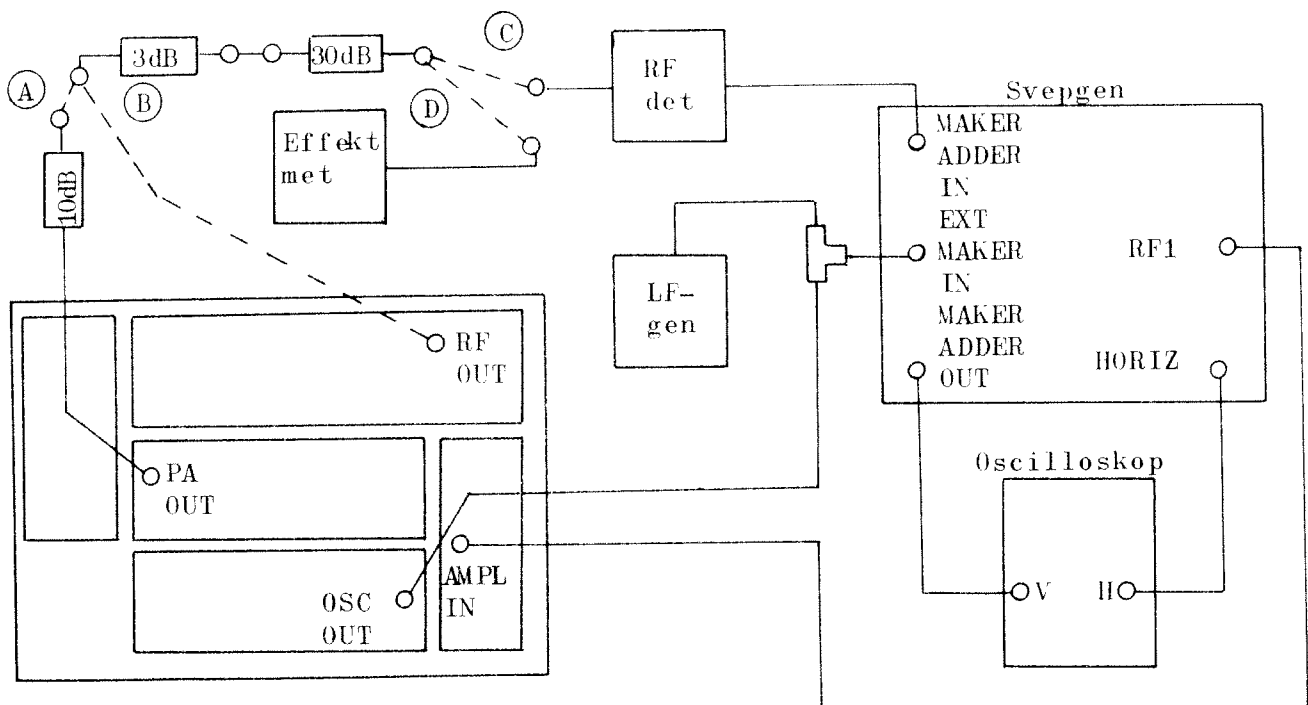 C
3dB
30dB
A
B
D
10dB
Effekt
met
RF
det
Svepgen
MAKER
ADDER
IN
EXT
MAKER
IN
MAKER
ADDER
OUT
RF1
HORIZ
LF-
gen
RF
OUT
PA
OUT
OSC
OUT
AMPL
IN
Oscilloskop
V
H